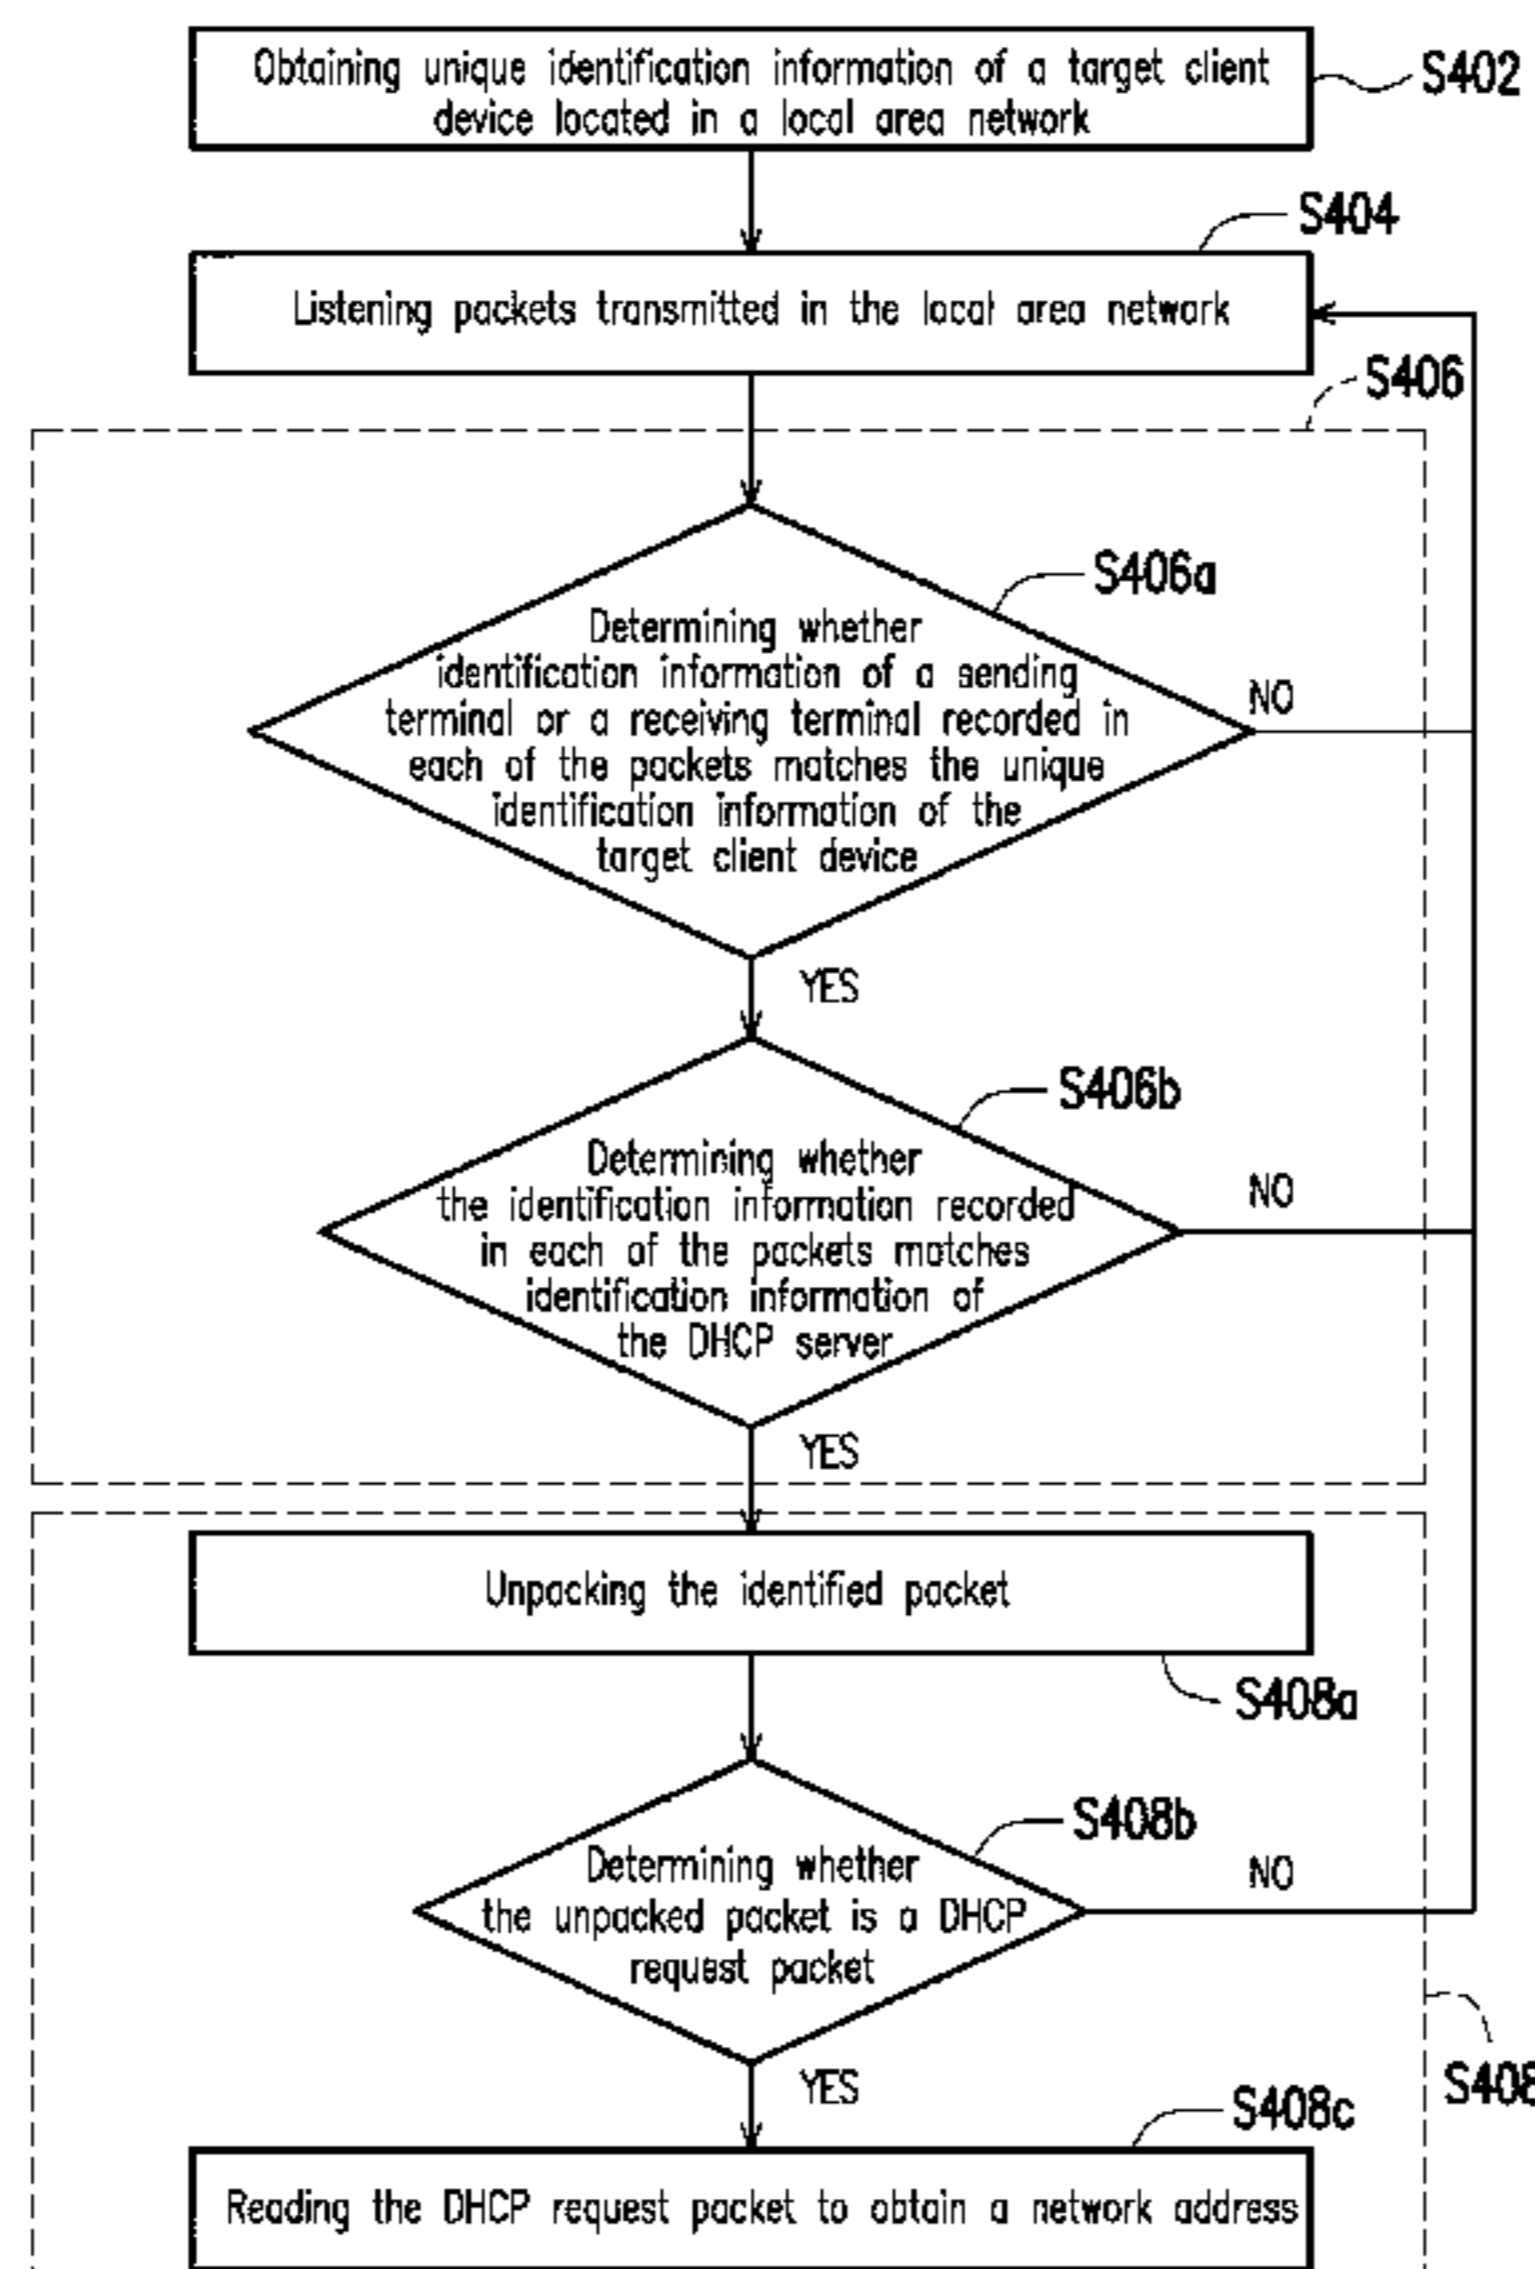 Obtaining unique identification information of a target client
device located in a local area network
S402
S404
Listening packets transmitted in the local area network
S406
S406a
Determining whether
identification information of a sending
terminal or a receiving terminal recorded in
each of the packets matches the unique
identification information of the
target client device
NO
YES
S406b
Determining whether
the identification information recorded
in each of the packets matches
identification information of
the DHCP server
NO
YES
Unpacking the identified packet
S408a
S408b
Determining whether
the unpacked packet is a DHCP
request packet
NO
YES
S408
S408c
Reading the DHCP request packet to obtain a network address